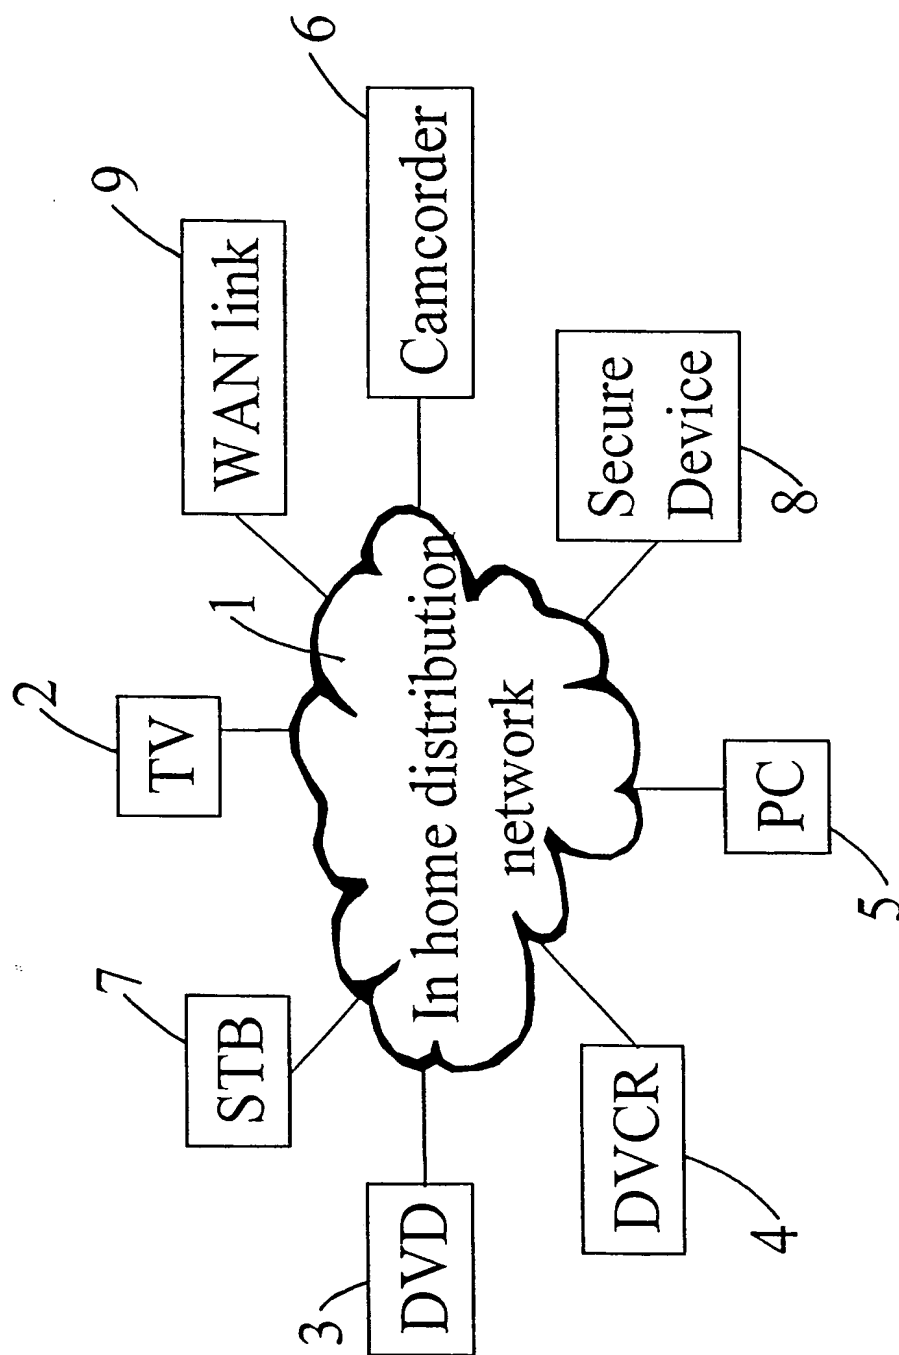 2
TV
9
WAN link
7
STB
1
6
Camcorder
3
DVD
In home distribution
network
Secure
Device
8
DVCR
4
PC
5